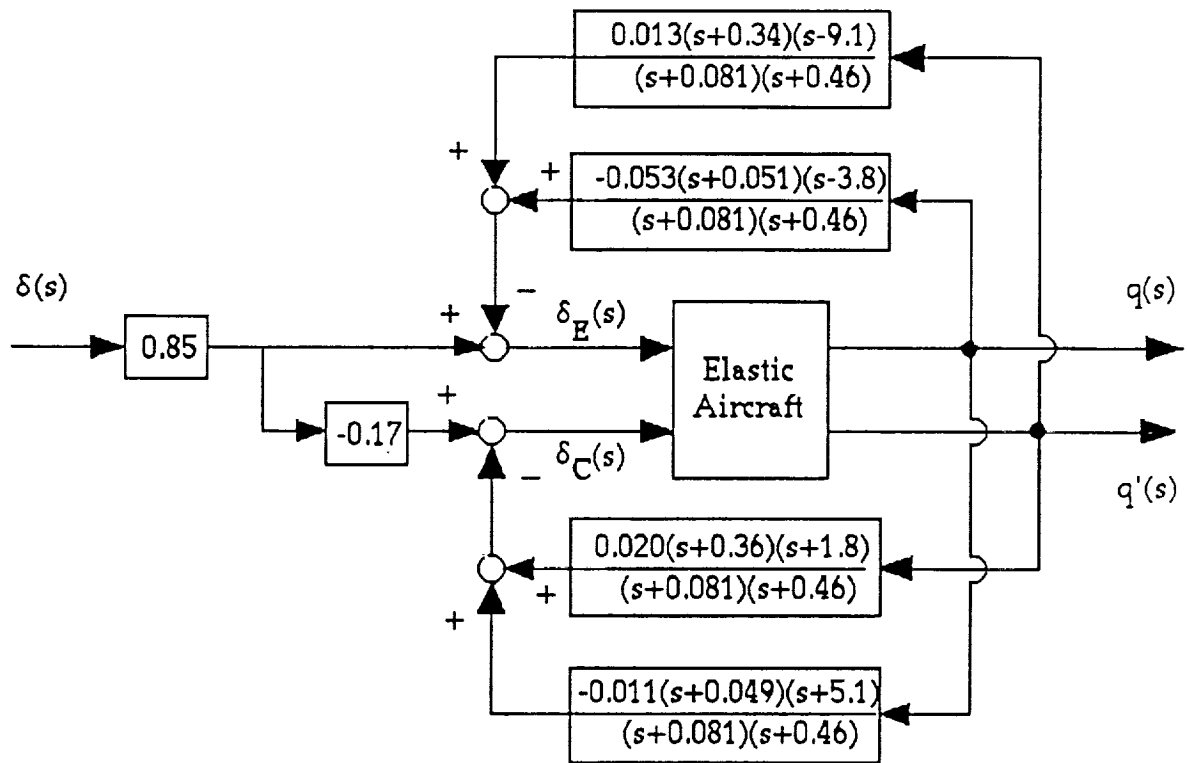 0.013(s+0.34)(s-9.1)
(s+0.081)(s+0.46)
+
+
-0.053(s+0.051)(s-3.8)
(s+0.081)(s+0.46)
δ(s)
0.85
+
−
δE(s)
q(s)
Elastic
Aircraft
-0.17
+
−
δC(s)
q'(s)
0.020(s+0.36)(s+1.8)
(s+0.081)(s+0.46)
+
+
-0.011(s+0.049)(s+5.1)
(s+0.081)(s+0.46)